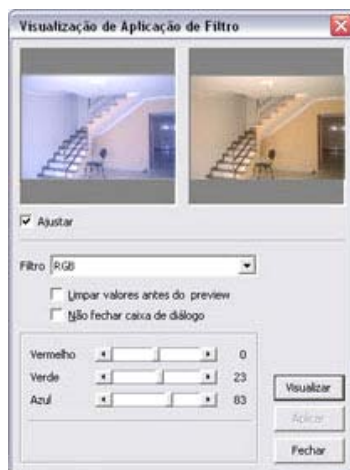 Visualização de Aplicação de Filtro
Ajustar
Filtro RGB
Limpar valores antes do preview
Não fechar caixa de diálogo
Vermelho 0
Verde 23
Azul 83
Visualizar
Aplicar
Fechar